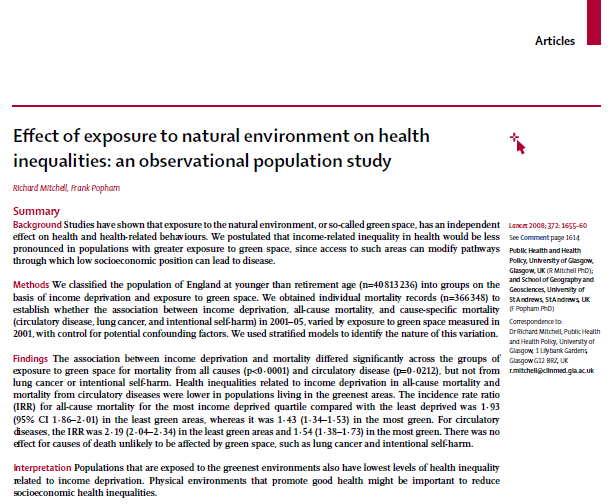 Articles
Effect of exposure to natural environment on health
inequalities: an observational population study
Richard Mitchell, Frank Popham
Summary
Background Studies have shown that exposure to the natural environment, or so-called green space, has an independent
effect on health and health-related behaviours. We postulated that income-related inequality in health would be less
pronounced in populations with greater exposure to green space, since access to such areas can modify pathways
through which low socioeconomic position can lead to disease.
Methods We classified the population of England at younger than retirement age (n=40 813 236) into groups on the
basis of income deprivation and exposure to green space. We obtained individual mortality records (n=366 348) to
establish whether the association between income deprivation, all-cause mortality, and cause-specific mortality
(circulatory disease, lung cancer, and intentional self-harm) in 2001–05, varied by exposure to green space measured in
2001, with control for potential confounding factors. We used stratified models to identify the nature of this variation.
Findings The association between income deprivation and mortality differed significantly across the groups of
exposure to green space for mortality from all causes (p<0·0001) and circulatory disease (p=0·0212), but not from
lung cancer or intentional self-harm. Health inequalities related to income deprivation in all-cause mortality and
mortality from circulatory diseases were lower in populations living in the greenest areas. The incidence rate ratio
(IRR) for all-cause mortality for the most income deprived quartile compared with the least deprived was 1·93
(95% CI 1·86–2·01) in the least green areas, whereas it was 1·43 (1·34–1·53) in the most green. For circulatory
diseases, the IRR was 2·19 (2·04–2·34) in the least green areas and 1·54 (1·38–1·73) in the most green. There was no
effect for causes of death unlikely to be affected by green space, such as lung cancer and intentional self-harm.
Interpretation Populations that are exposed to the greenest environments also have lowest levels of health inequality
related to income deprivation. Physical environments that promote good health might be important to reduce
socioeconomic health inequalities.
Lancet 2008; 372: 1655–60
See Comment page 1614
Public Health and Health
Policy, University of Glasgow,
Glasgow, UK (R Mitchell PhD);
and School of Geography and
Geosciences, University of
St Andrews, St Andrews, UK
(F Popham PhD)
Correspondence to:
Dr Richard Mitchell, Public Health
and Health Policy, University of
Glasgow, 1 Lilybank Gardens,
Glasgow G12 8RZ, UK
r.mitchell@clinmed.gla.ac.uk